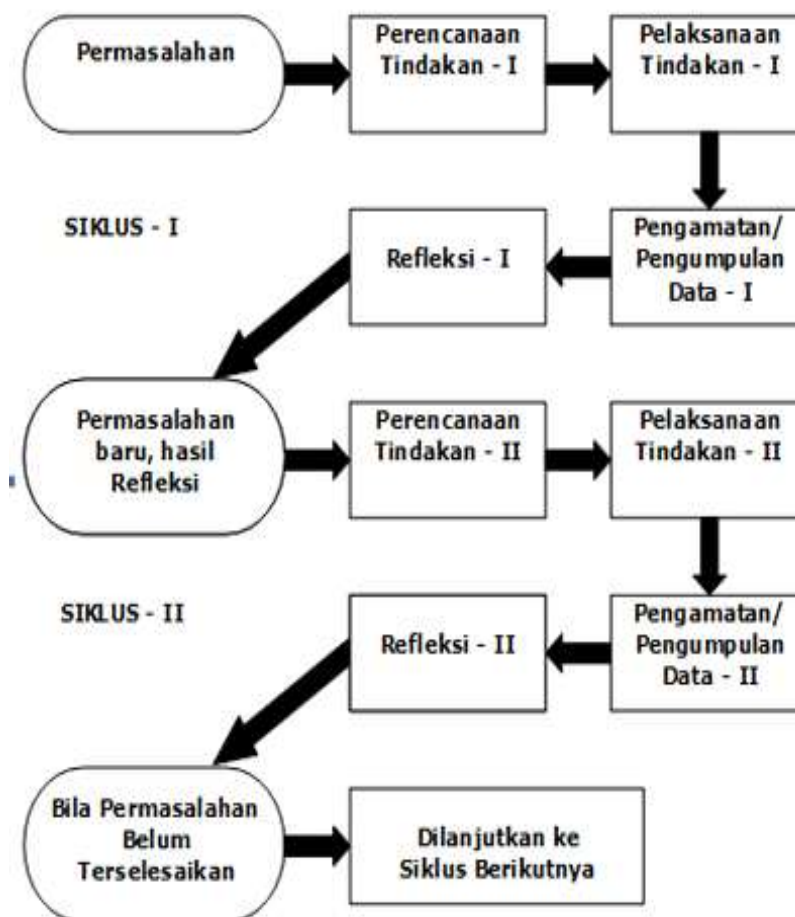 Permasalahan
Perencanaan
Tindakan - I
Pelaksanaan
Tindakan - I
SIKLUS - I
Refleksi - I
Pengamatan/
Pengumpulan
Data - I
Permasalahan
baru, hasil
Refleksi
Perencanaan
Tindakan - II
Pelaksanaan
Tindakan - II
SIKLUS - II
Refleksi - II
Pengamatan/
Pengumpulan
Data - II
Bila Permasalahan
Belum
Terselesaikan
Dilanjutkan ke
Siklus Berikutnya